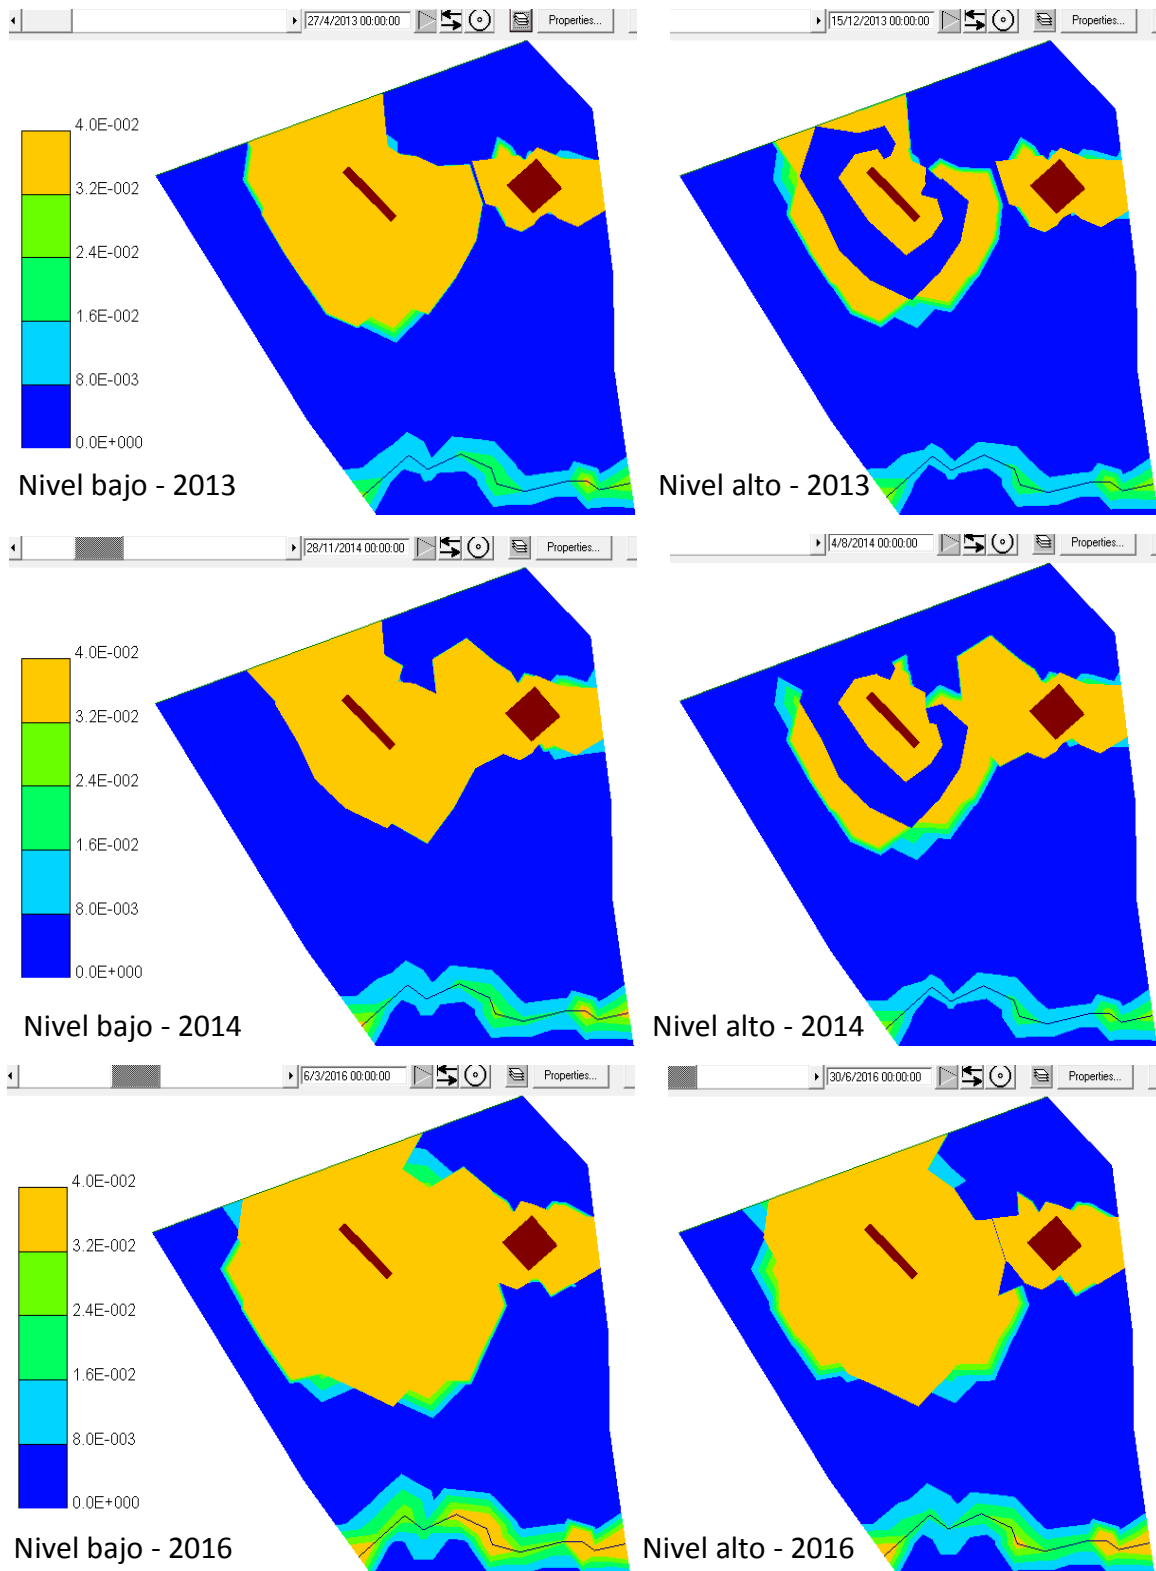 27/4/2013 00:00:00 Properties...
15/12/2013 00:00:00 Properties...
4.0E-002
3.2E-002
2.4E-002
1.6E-002
8.0E-003
0.0E+000
Nivel bajo - 2013
Nivel alto - 2013
28/11/2014 00:00:00 Properties...
4/8/2014 00:00:00 Properties...
4.0E-002
3.2E-002
2.4E-002
1.6E-002
8.0E-003
0.0E+000
Nivel bajo - 2014
Nivel alto - 2014
6/3/2016 00:00:00 Properties...
30/6/2016 00:00:00 Properties...
4.0E-002
3.2E-002
2.4E-002
1.6E-002
8.0E-003
0.0E+000
Nivel bajo - 2016
Nivel alto - 2016